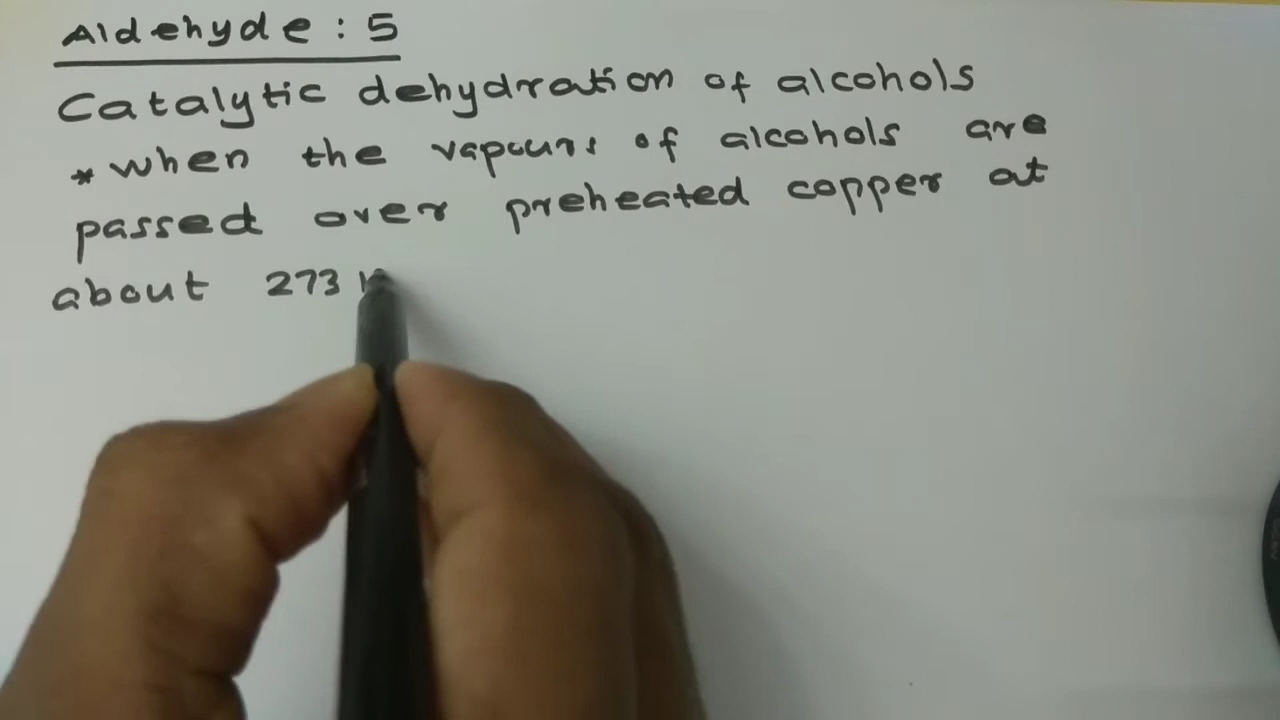 Aldehyde : 5
Catalytic dehydration of alcohols
* When the vapours of alcohols are
passed over preheated copper at
about 273 K